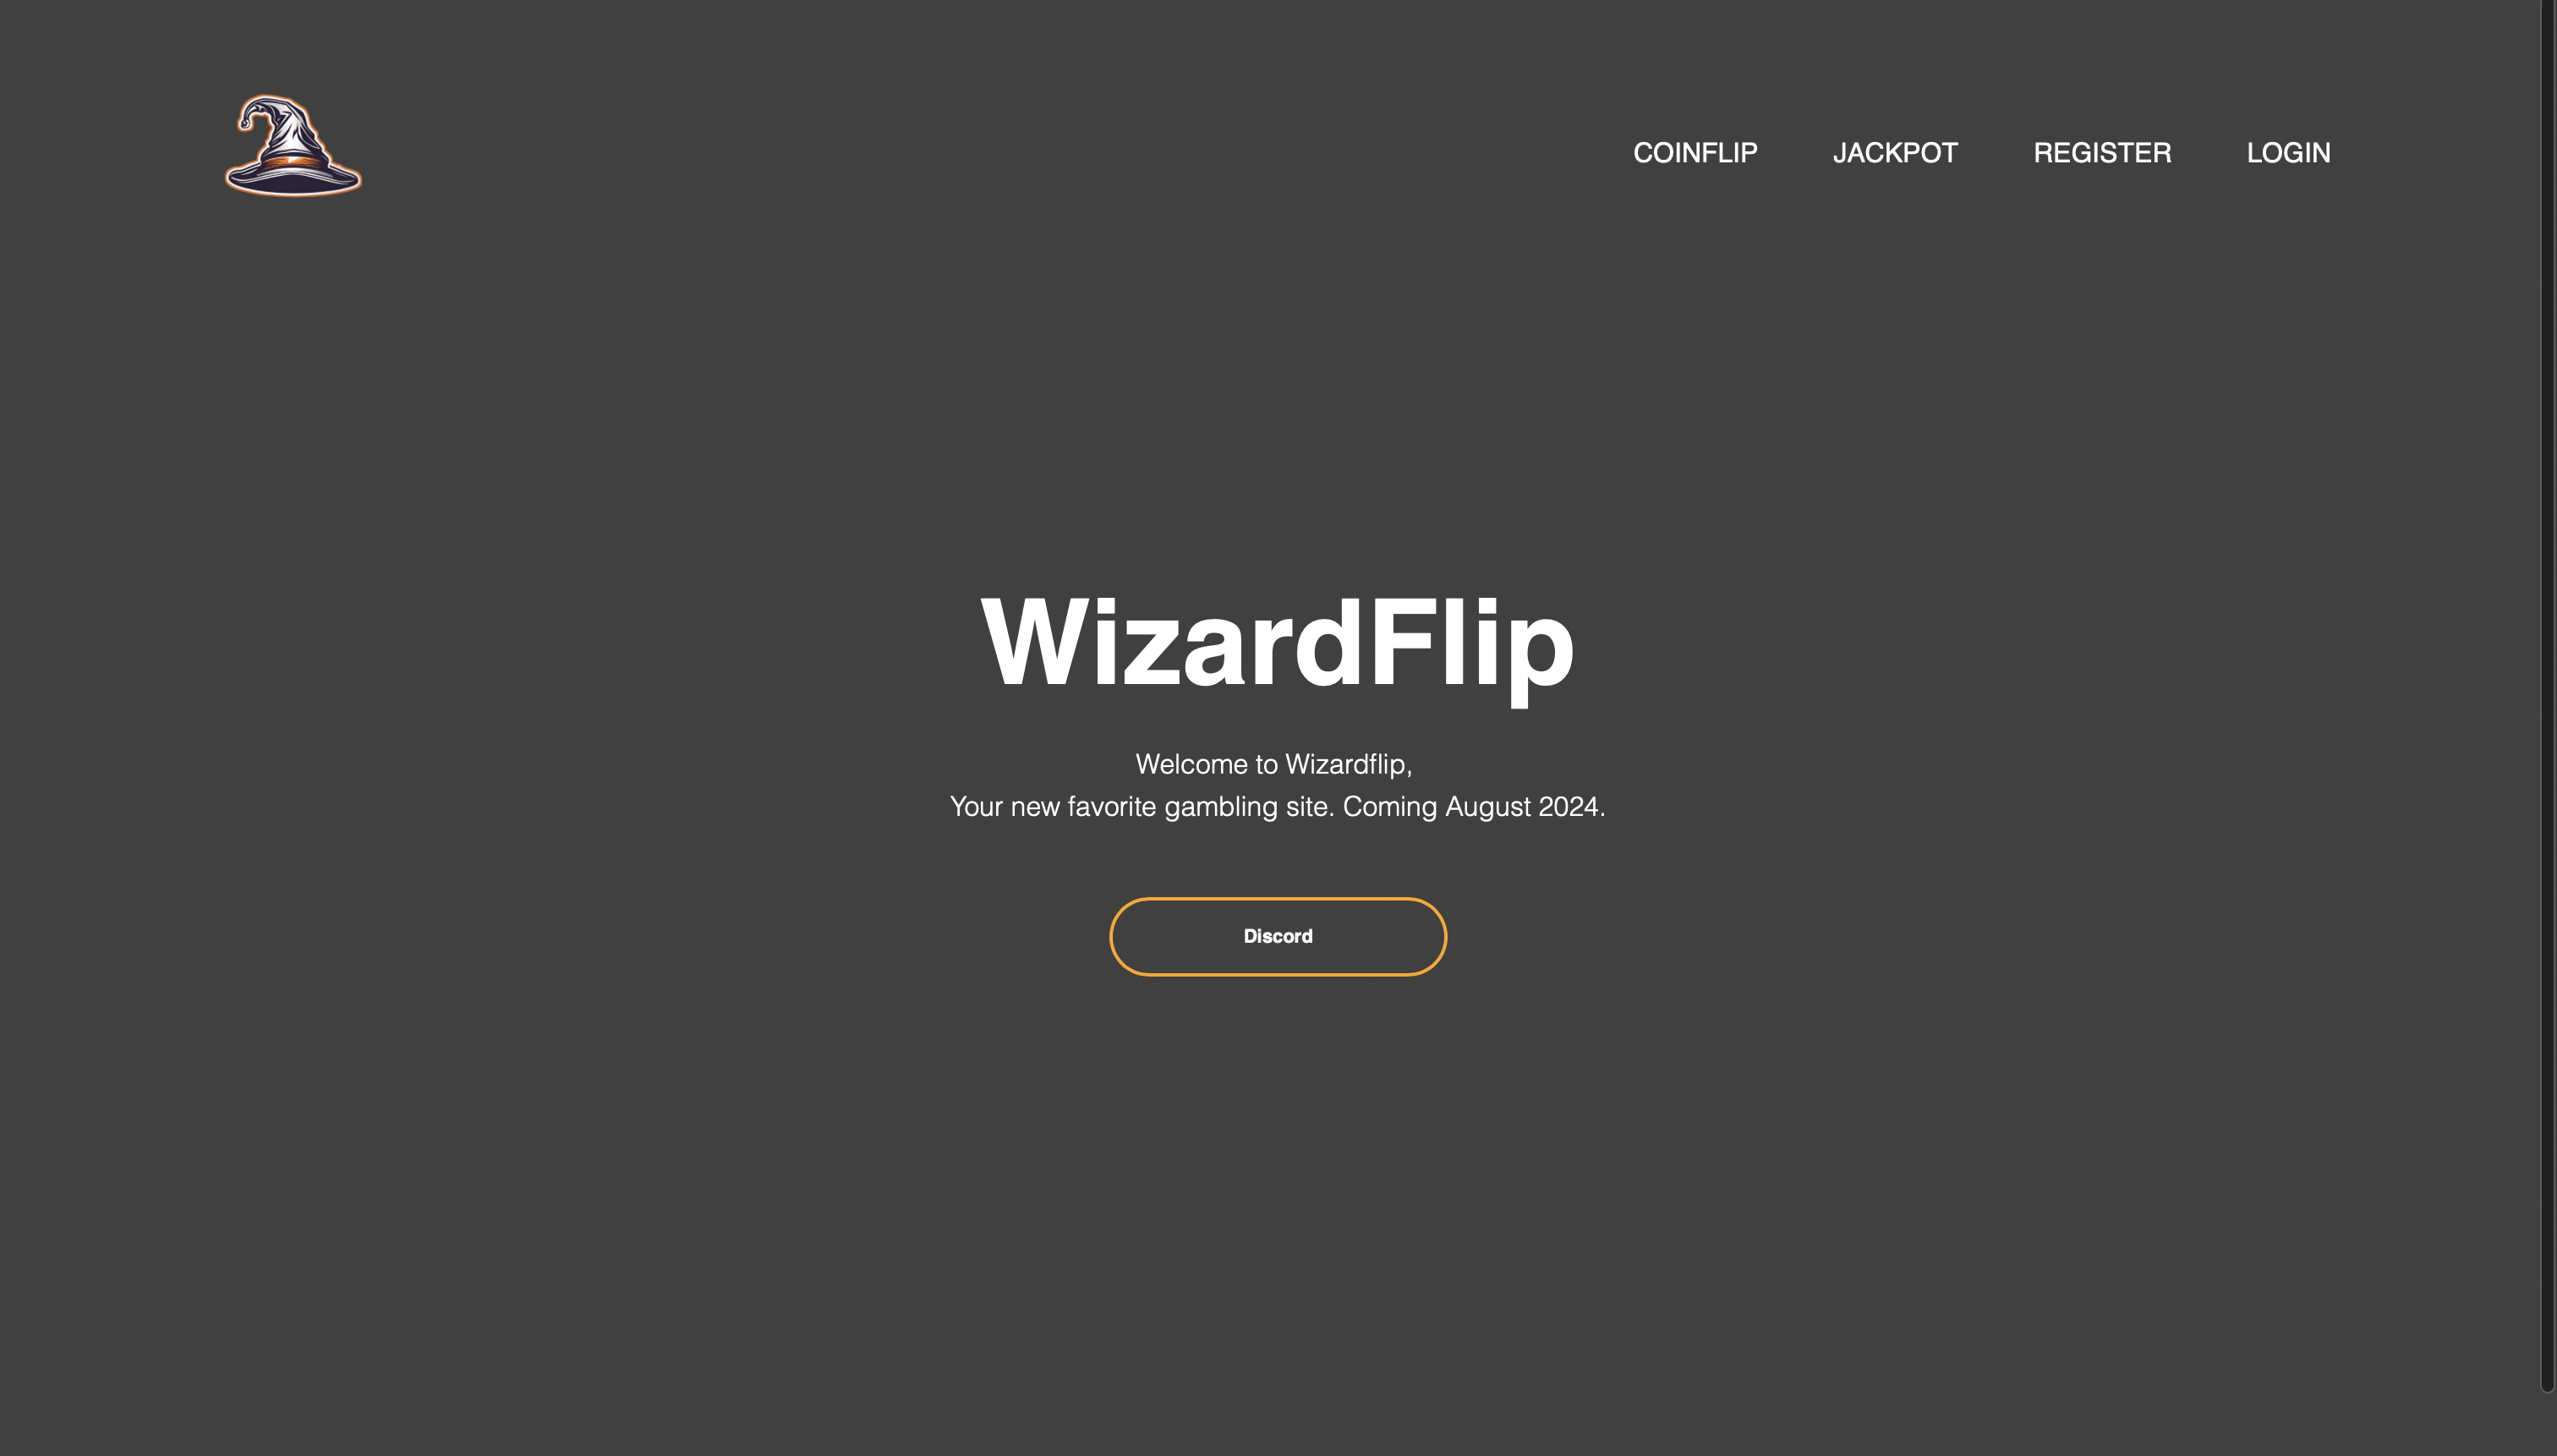 COINFLIP JACKPOT REGISTER LOGIN
WizardFlip
Welcome to Wizardflip,
Your new favorite gambling site. Coming August 2024.
Discord